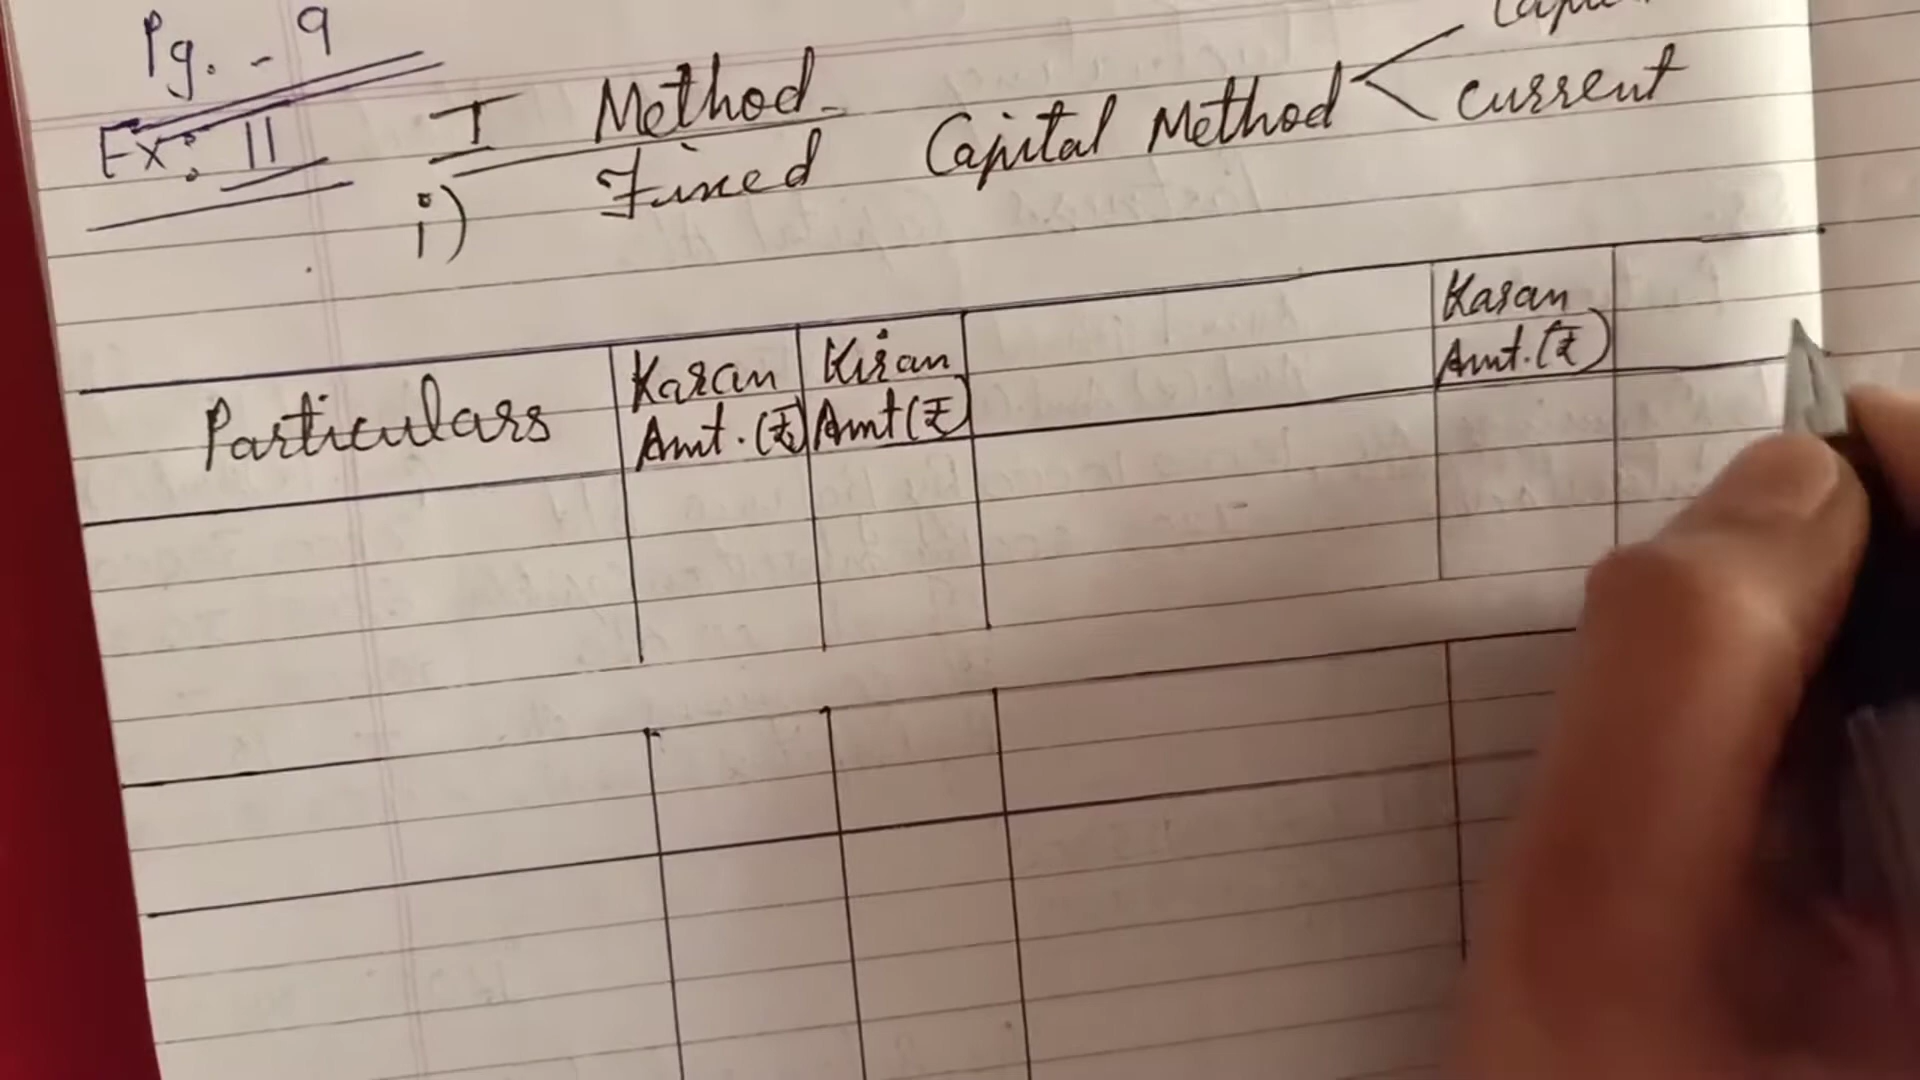 Pg. - 9
Ex: 11
I Method
i) Fixed Capital Method
current
Particulars
Karan Amt. (₹)
Kiran Amt (₹)
Karan Amt. (₹)